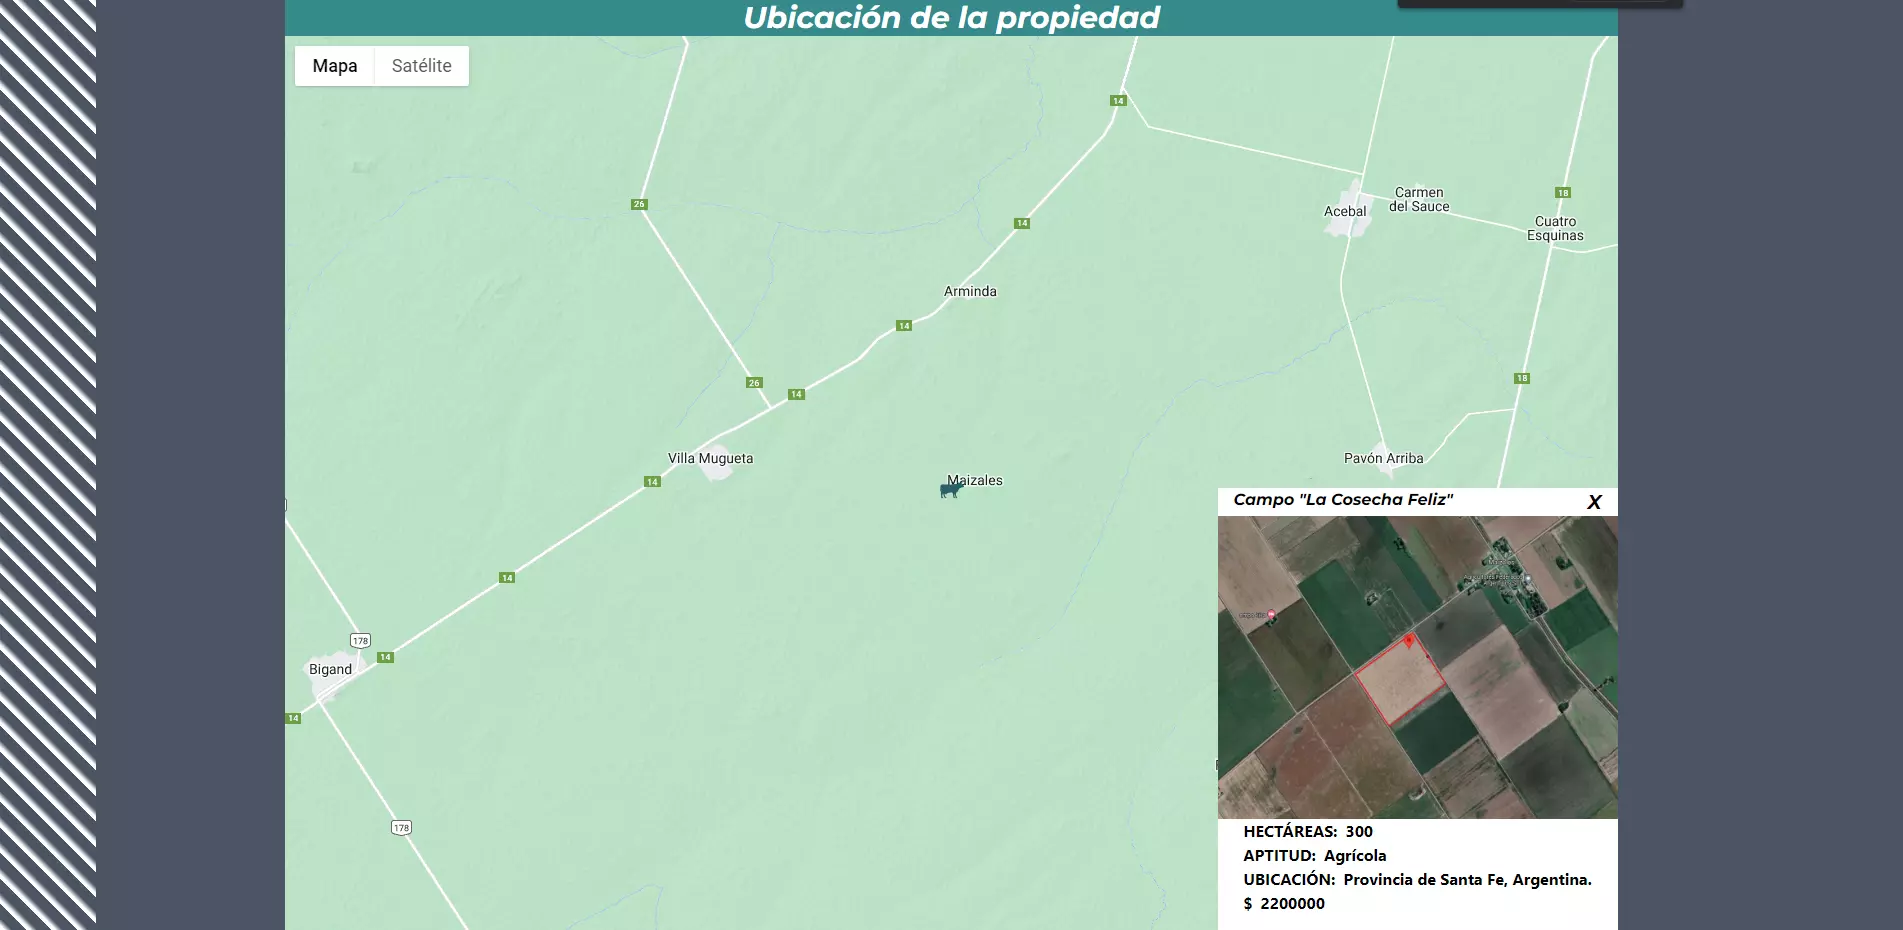 Ubicación de la propiedad
Mapa
Satélite
14
26
14
Acebal
Carmen
del Sauce
18
Cuatro
Esquinas
Arminda
14
26
14
18
Villa Mugueta
14
Maizales
Pavón Arriba
14
178
14
Bigand
14
178
Campo "La Cosecha Feliz"
X
HECTÁREAS: 300
APTITUD: Agrícola
UBICACIÓN: Provincia de Santa Fe, Argentina.
$ 2200000